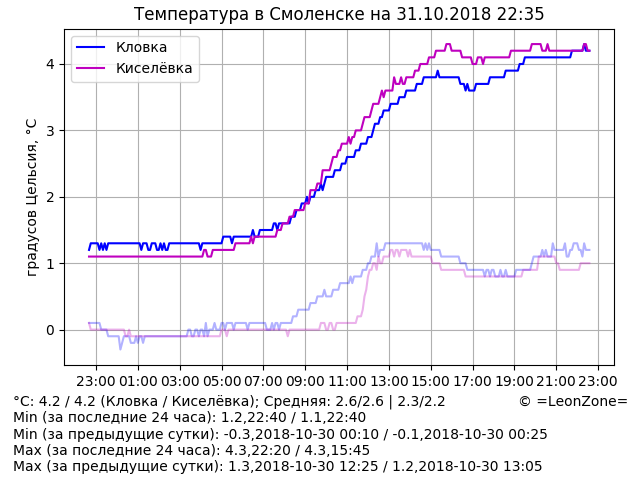 Температура в Смоленске на 31.10.2018 22:35
Кловка
Киселёвка
градусов Цельсия, °C
4
3
2
1
0
23:00 01:00 03:00 05:00 07:00 09:00 11:00 13:00 15:00 17:00 19:00 21:00 23:00
°C: 4.2 / 4.2 (Кловка / Киселёвка); Средняя: 2.6/2.6 | 2.3/2.2 © =LeonZone=
Min (за последние 24 часа): 1.2,22:40 / 1.1,22:40
Min (за предыдущие сутки): -0.3,2018-10-30 00:10 / -0.1,2018-10-30 00:25
Max (за последние 24 часа): 4.3,22:20 / 4.3,15:45
Max (за предыдущие сутки): 1.3,2018-10-30 12:25 / 1.2,2018-10-30 13:05